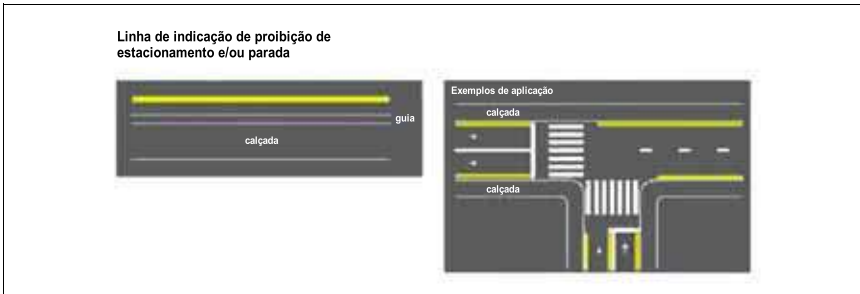 Linha de indicação de proibição de
estacionamento e/ou parada
guia
calçada
Exemplos de aplicação
calçada
calçada